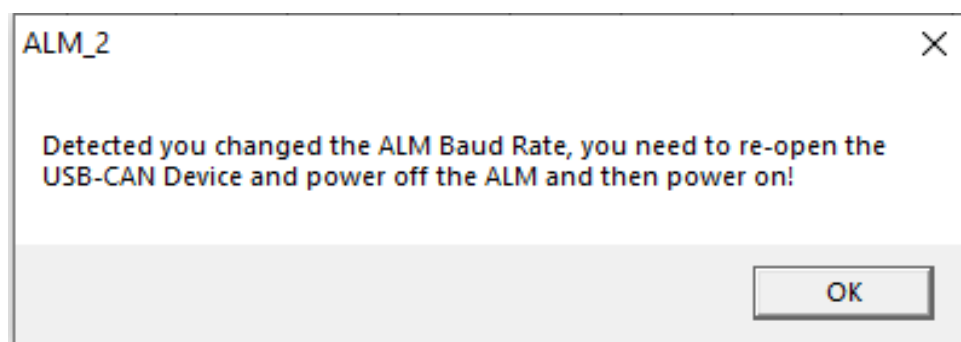 ALM_2
Detected you changed the ALM Baud Rate, you need to re-open the
USB-CAN Device and power off the ALM and then power on!
OK